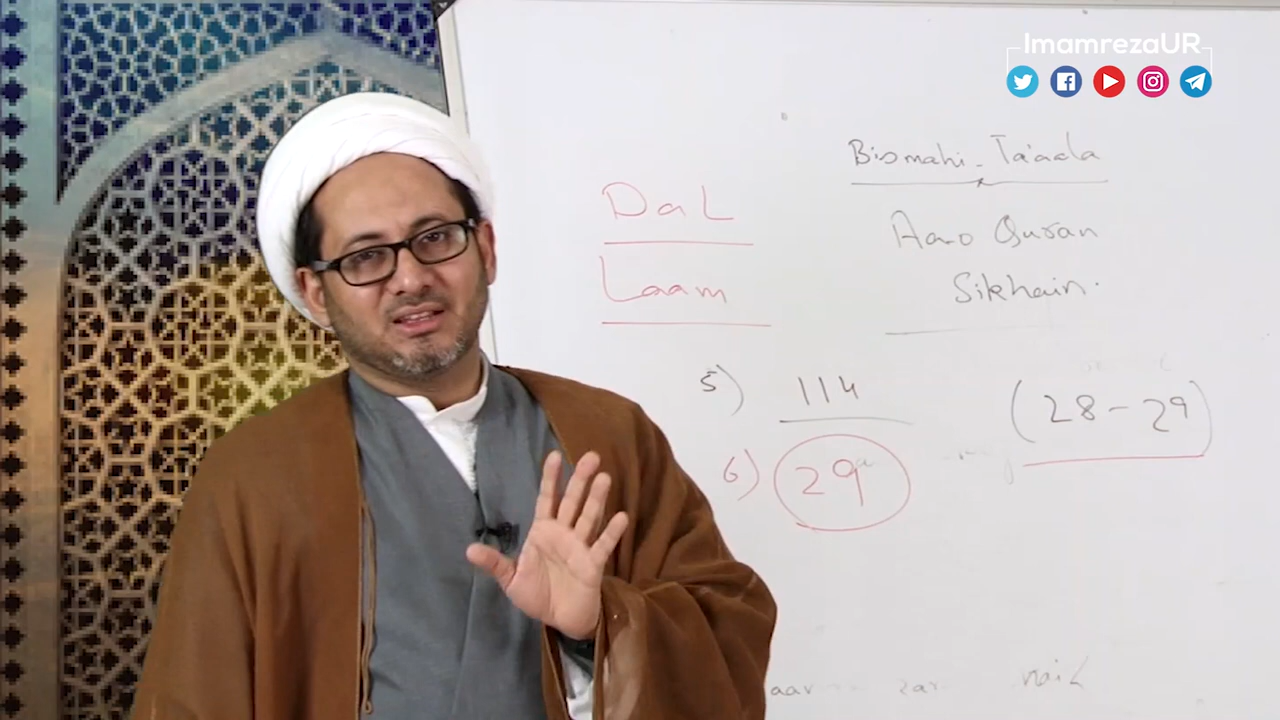 ImamrezaUR
Bismahi - Ta'aala
Dal
Laam
Aao Quran
Sikhain.
5) 114
(28-29)
6) 29